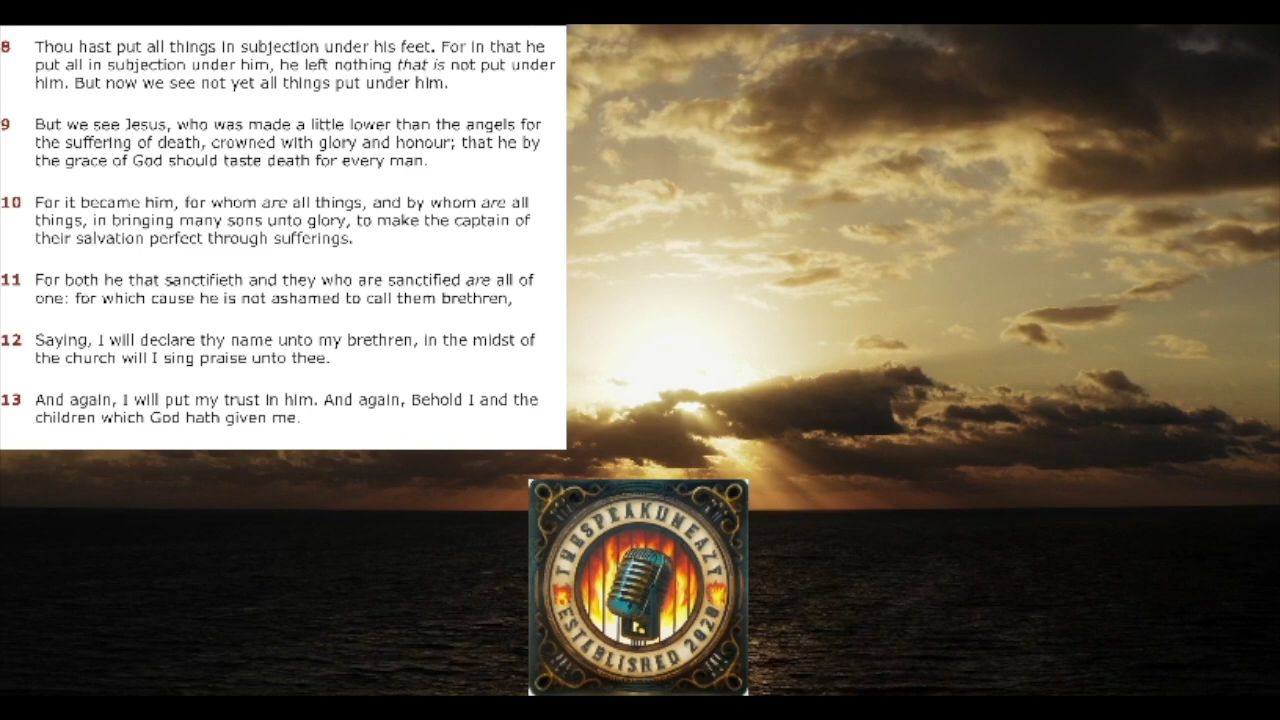 8 Thou hast put all things in subjection under his feet. For in that he
put all in subjection under him, he left nothing that is not put under
him. But now we see not yet all things put under him.
9 But we see Jesus, who was made a little lower than the angels for
the suffering of death, crowned with glory and honour; that he by
the grace of God should taste death for every man.
10 For it became him, for whom are all things, and by whom are all
things, in bringing many sons unto glory, to make the captain of
their salvation perfect through sufferings.
11 For both he that sanctifieth and they who are sanctified are all of
one: for which cause he is not ashamed to call them brethren,
12 Saying, I will declare thy name unto my brethren, in the midst of
the church will I sing praise unto thee.
13 And again, I will put my trust in him. And again, Behold I and the
children which God hath given me.
THESPEAKUNEAZY
ESTABLISHED 2020